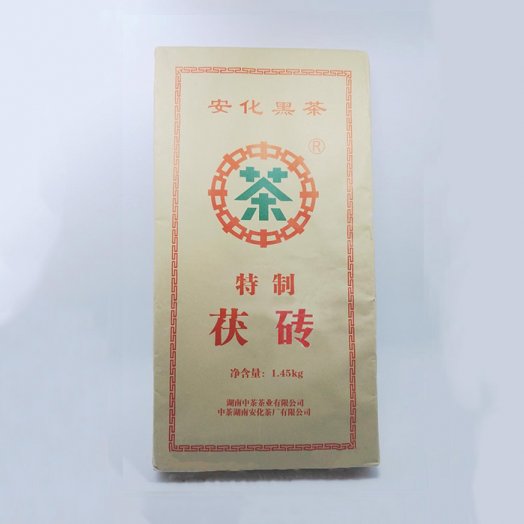 安化黑茶
茶
®
特制
茯砖
净含量：1.45kg
湖南中茶茶业有限公司
中茶湖南安化茶厂有限公司